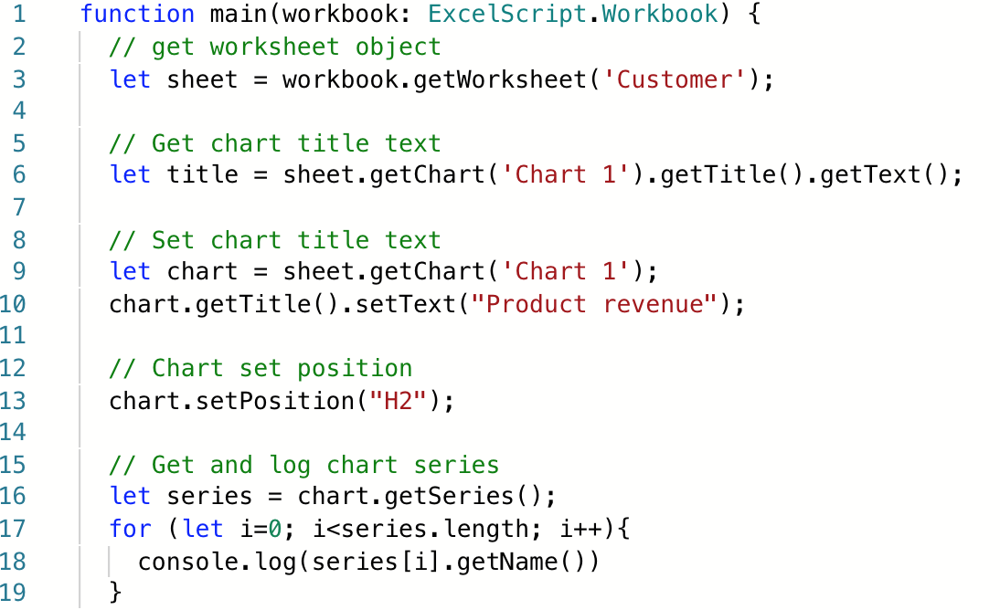 1 function main(workbook: ExcelScript.Workbook) {
2 // get worksheet object
3 let sheet = workbook.getWorksheet('Customer');
4
5 // Get chart title text
6 let title = sheet.getChart('Chart 1').getTitle().getText();
7
8 // Set chart title text
9 let chart = sheet.getChart('Chart 1');
10 chart.getTitle().setText("Product revenue");
11
12 // Chart set position
13 chart.setPosition("H2");
14
15 // Get and log chart series
16 let series = chart.getSeries();
17 for (let i=0; i<series.length; i++){
18 console.log(series[i].getName())
19 }